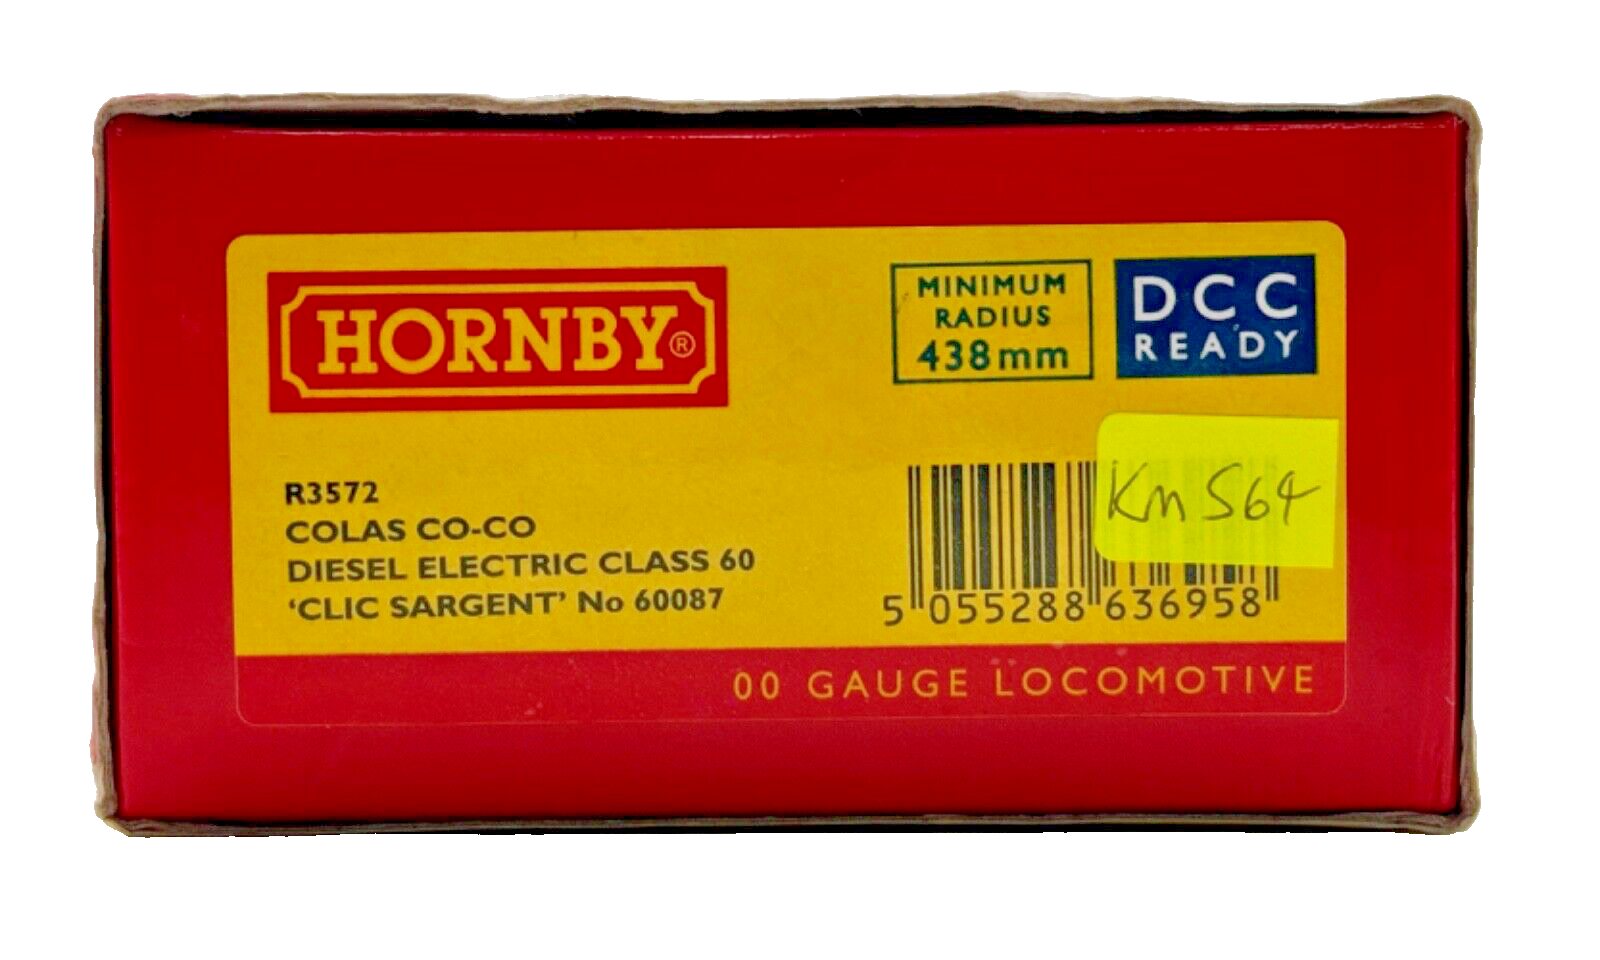 HORNBY®
MINIMUM
RADIUS
438mm
DCC
READY
R3572
COLAS CO-CO
DIESEL ELECTRIC CLASS 60
‘CLIC SARGENT’ No 60087
Km 564
5 055288 636958
00 GAUGE LOCOMOTIVE